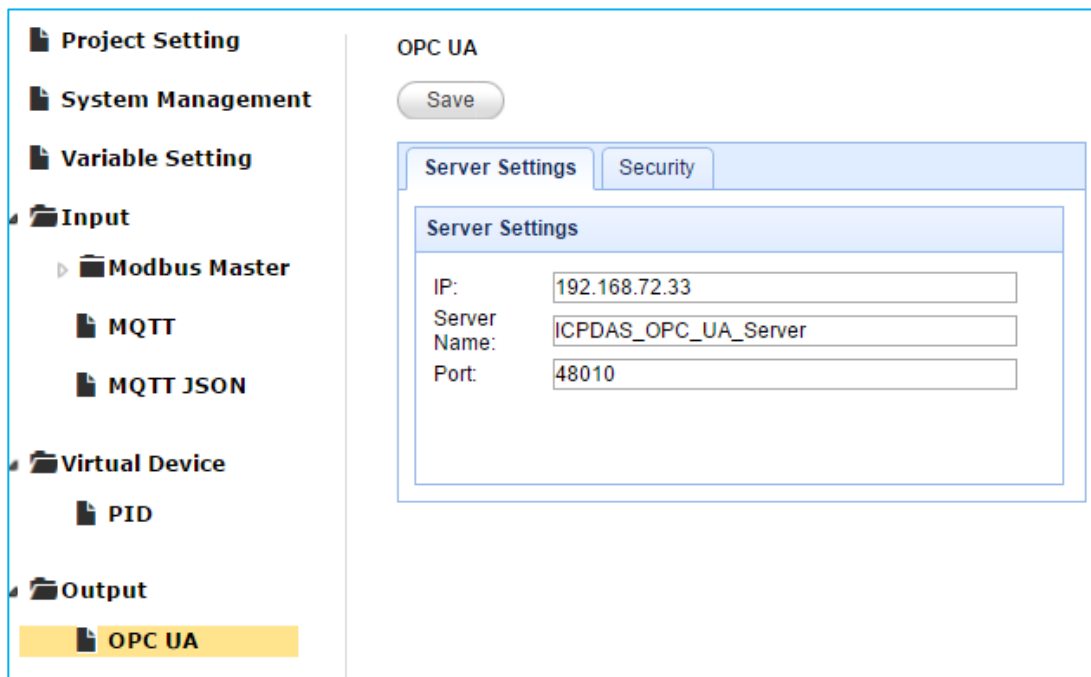 Project Setting
System Management
Variable Setting
Input
Modbus Master
MQTT
MQTT JSON
Virtual Device
PID
Output
OPC UA
OPC UA
Save
Server Settings
Security
Server Settings
IP:
192.168.72.33
Server
Name:
ICPDAS_OPC_UA_Server
Port:
48010